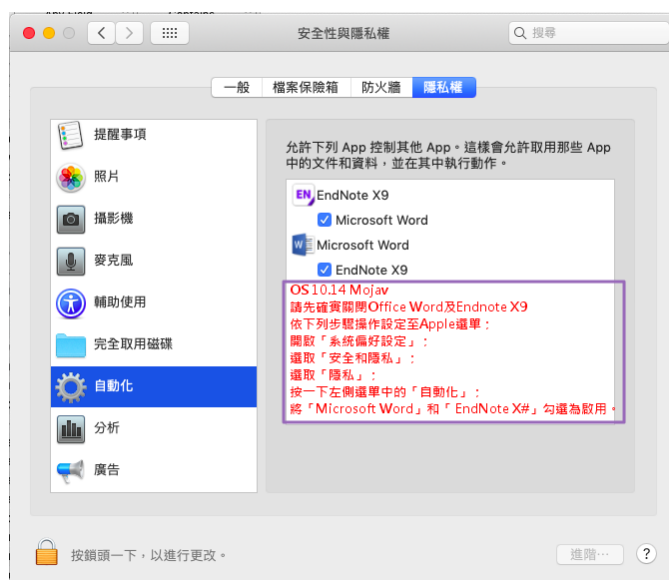 安全性與隱私權
搜尋
一般 檔案保險箱 防火牆 隱私權
提醒事項
照片
攝影機
麥克風
輔助使用
完全取用磁碟
自動化
分析
廣告
允許下列 App 控制其他 App。這樣會允許取用那些 App
中的文件和資料，並在其中執行動作。
EndNote X9
Microsoft Word
Microsoft Word
EndNote X9
OS10.14 Mojav
請先確實關閉Office Word及Endnote X9
依下列步驟操作設定至Apple選單：
開啟「系統偏好設定」：
選取「安全和隱私」：
選取「隱私」：
按一下左側選單中的「自動化」：
將「Microsoft Word」和「 EndNote X#」勾選為啟用。
按鎖頭一下，以進行更改。
進階⋯
?